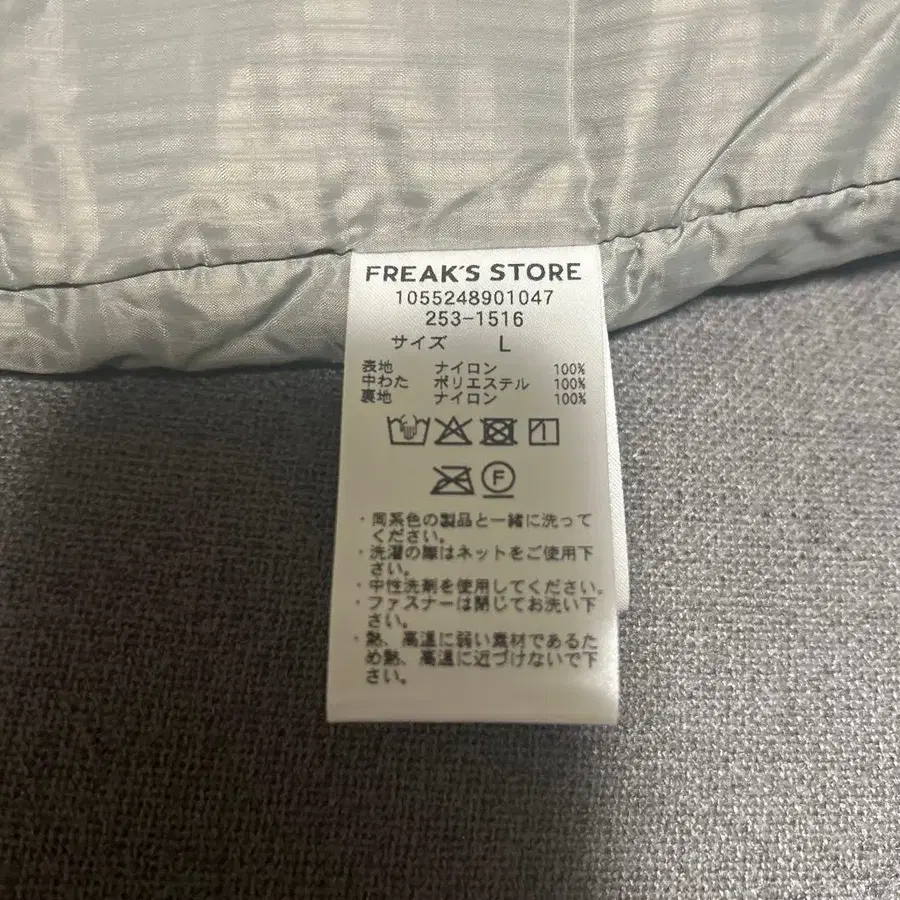 FREAK'S STORE
1055248901047
253-1516
サイズ L
表地 ナイロン 100%
中わた ポリエステル 100%
裏地 ナイロン 100%
F
・同系色の製品と一緒に洗って
ください。
・洗濯の際はネットをご使用下
さい。
・中性洗剤を使用してください。
・ファスナーは閉じてお洗い下
さい。
・熱、高温に弱い素材であるた
め熱、高温に近づけないで下
さい。